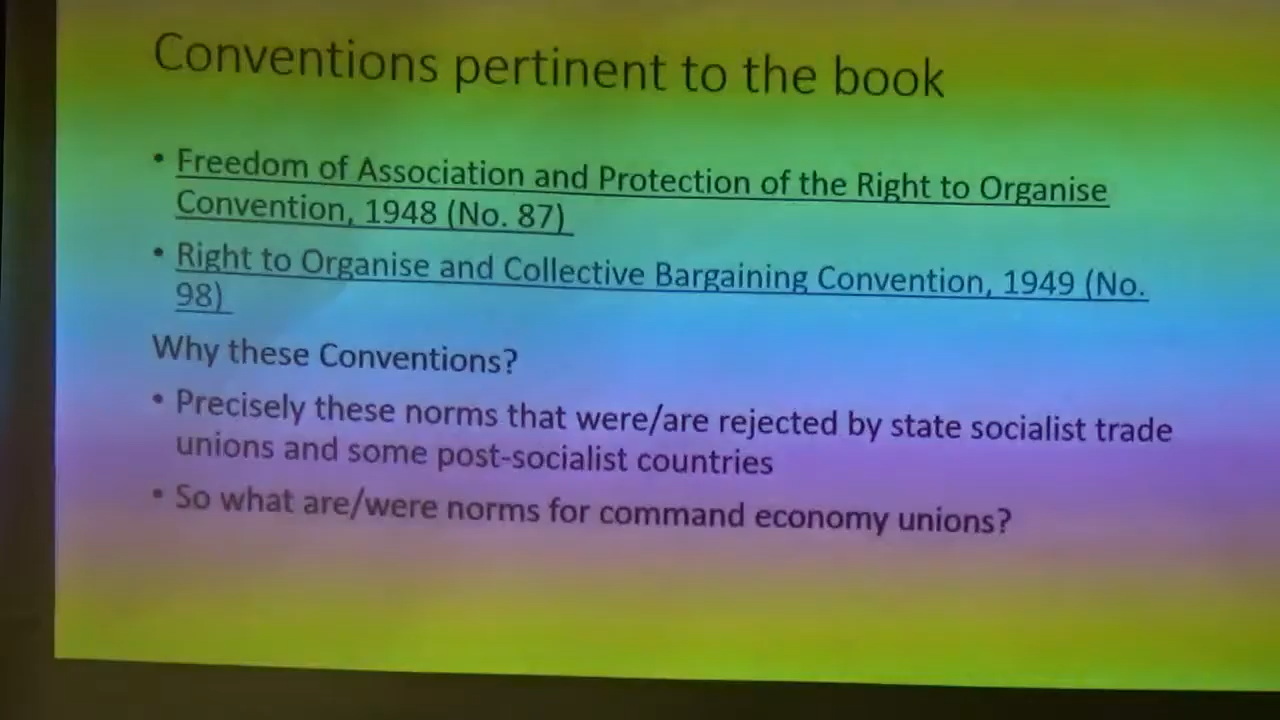 Conventions pertinent to the book
• Freedom of Association and Protection of the Right to Organise
Convention, 1948 (No. 87)
• Right to Organise and Collective Bargaining Convention, 1949 (No.
98)
Why these Conventions?
• Precisely these norms that were/are rejected by state socialist trade
unions and some post-socialist countries
• So what are/were norms for command economy unions?